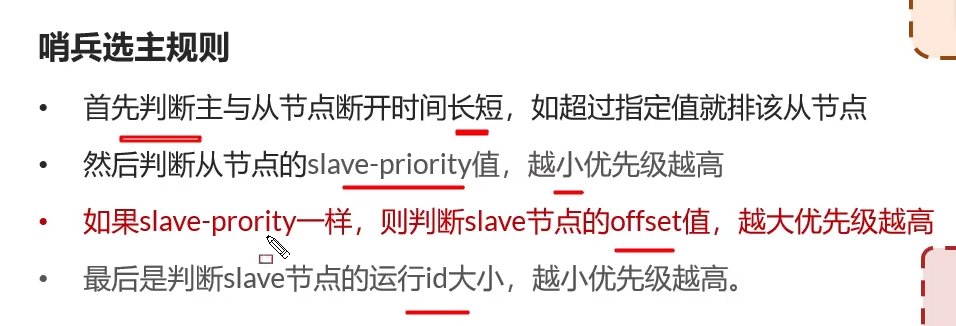 哨兵选主规则
• 首先判断主与从节点断开时间长短，如超过指定值就排该从节点
• 然后判断从节点的slave-priority值，越小优先级越高
• 如果slave-prority一样，则判断slave节点的offset值，越大优先级越高
• 最后是判断slave节点的运行id大小，越小优先级越高。